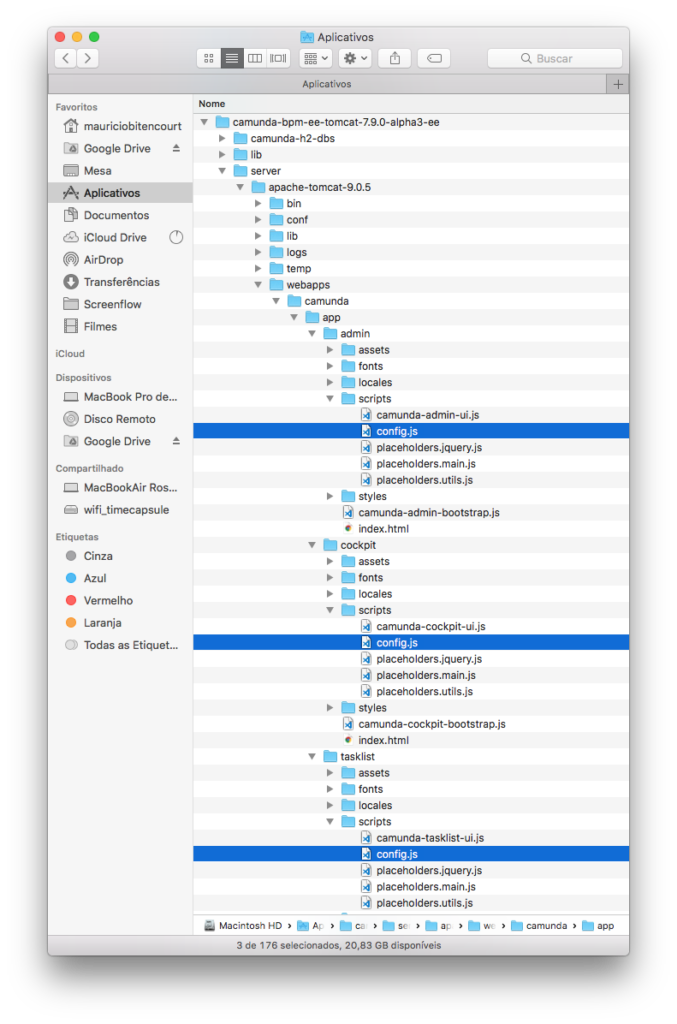 Aplicativos
Buscar
Aplicativos
Favoritos
mauriciobitencourt
Google Drive
Mesa
Aplicativos
Documentos
iCloud Drive
AirDrop
Transferências
Screenflow
Filmes
iCloud
Dispositivos
MacBook Pro de...
Disco Remoto
Google Drive
Compartilhado
MacBookAir Ros...
wifi_timecapsule
Etiquetas
Cinza
Azul
Vermelho
Laranja
Todas as Etiquet...
Nome
camunda-bpm-ee-tomcat-7.9.0-alpha3-ee
camunda-h2-dbs
lib
server
apache-tomcat-9.0.5
bin
conf
lib
logs
temp
webapps
camunda
app
admin
assets
fonts
locales
scripts
camunda-admin-ui.js
config.js
placeholders.jquery.js
placeholders.main.js
placeholders.utils.js
styles
camunda-admin-bootstrap.js
index.html
cockpit
assets
fonts
locales
scripts
camunda-cockpit-ui.js
config.js
placeholders.jquery.js
placeholders.main.js
placeholders.utils.js
styles
camunda-cockpit-bootstrap.js
index.html
tasklist
assets
fonts
locales
scripts
camunda-tasklist-ui.js
config.js
placeholders.jquery.js
placeholders.main.js
placeholders.utils.js
Macintosh HD › Ap › ca › se › ap › we › camunda › app
3 de 176 selecionados, 20,83 GB disponíveis